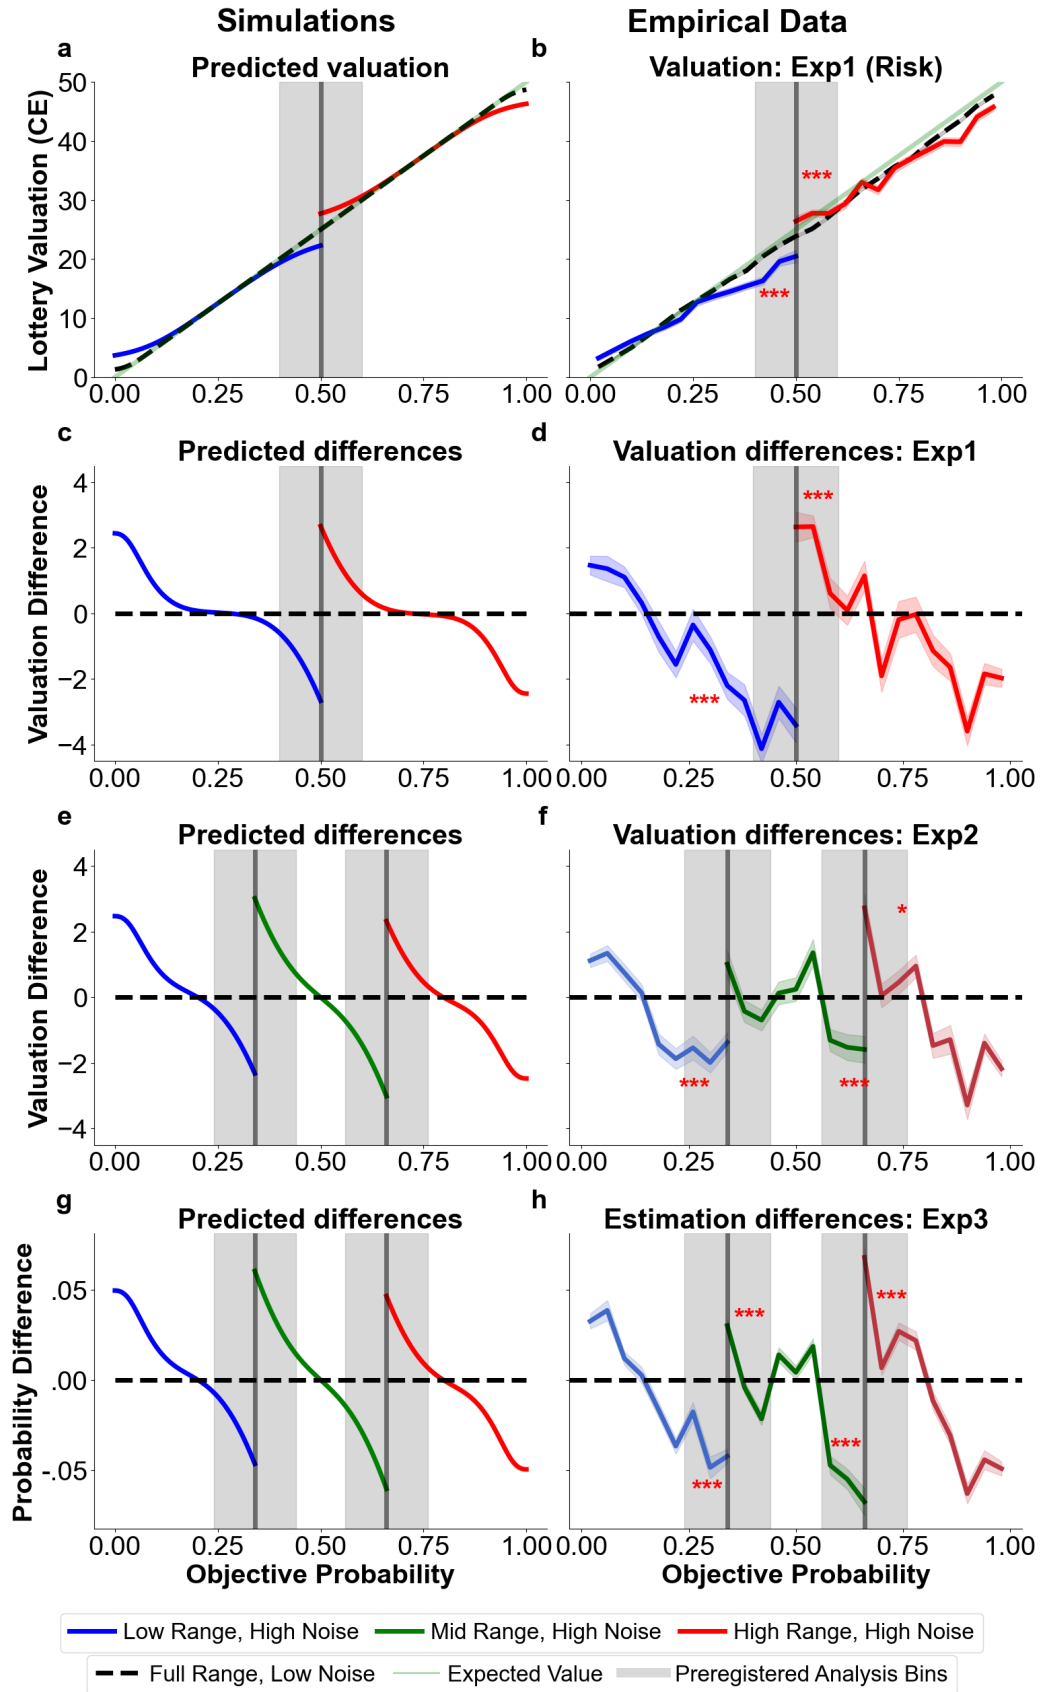 Simulations
Empirical Data
a
b
Predicted valuation
Valuation: Exp1 (Risk)
Lottery Valuation (CE)
50
40
30
20
10
0
0.00 0.25 0.50 0.75 1.00
***
***
0.00 0.25 0.50 0.75 1.00
c
d
Predicted differences
Valuation differences: Exp1
Valuation Difference
4
2
0
−2
−4
0.00 0.25 0.50 0.75 1.00
***
***
0.00 0.25 0.50 0.75 1.00
e
f
Predicted differences
Valuation differences: Exp2
Valuation Difference
4
2
0
−2
−4
0.00 0.25 0.50 0.75 1.00
*
***
***
0.00 0.25 0.50 0.75 1.00
g
h
Predicted differences
Estimation differences: Exp3
Probability Difference
.05
.00
-.05
0.00 0.25 0.50 0.75 1.00
Objective Probability
***
***
***
***
0.00 0.25 0.50 0.75 1.00
Objective Probability
Low Range, High Noise
Mid Range, High Noise
High Range, High Noise
Full Range, Low Noise
Expected Value
Preregistered Analysis Bins